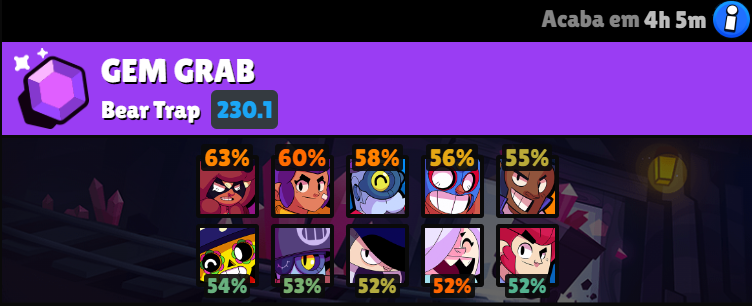 Acaba em 4h 5m
GEM GRAB
Bear Trap 230.1
63% 60% 58% 56% 55%
54% 53% 52% 52% 52%